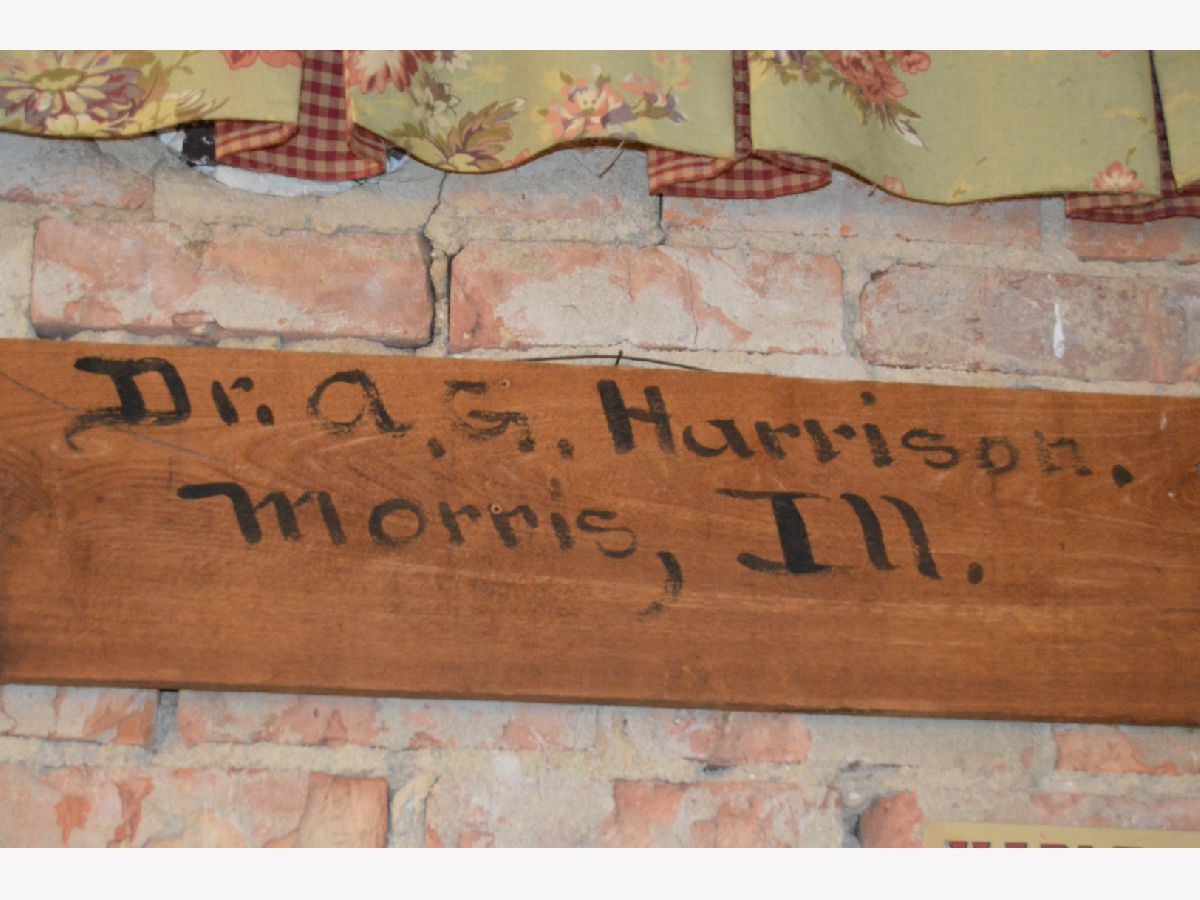 Dr. A. G. Harrison.
Morris, Ill.